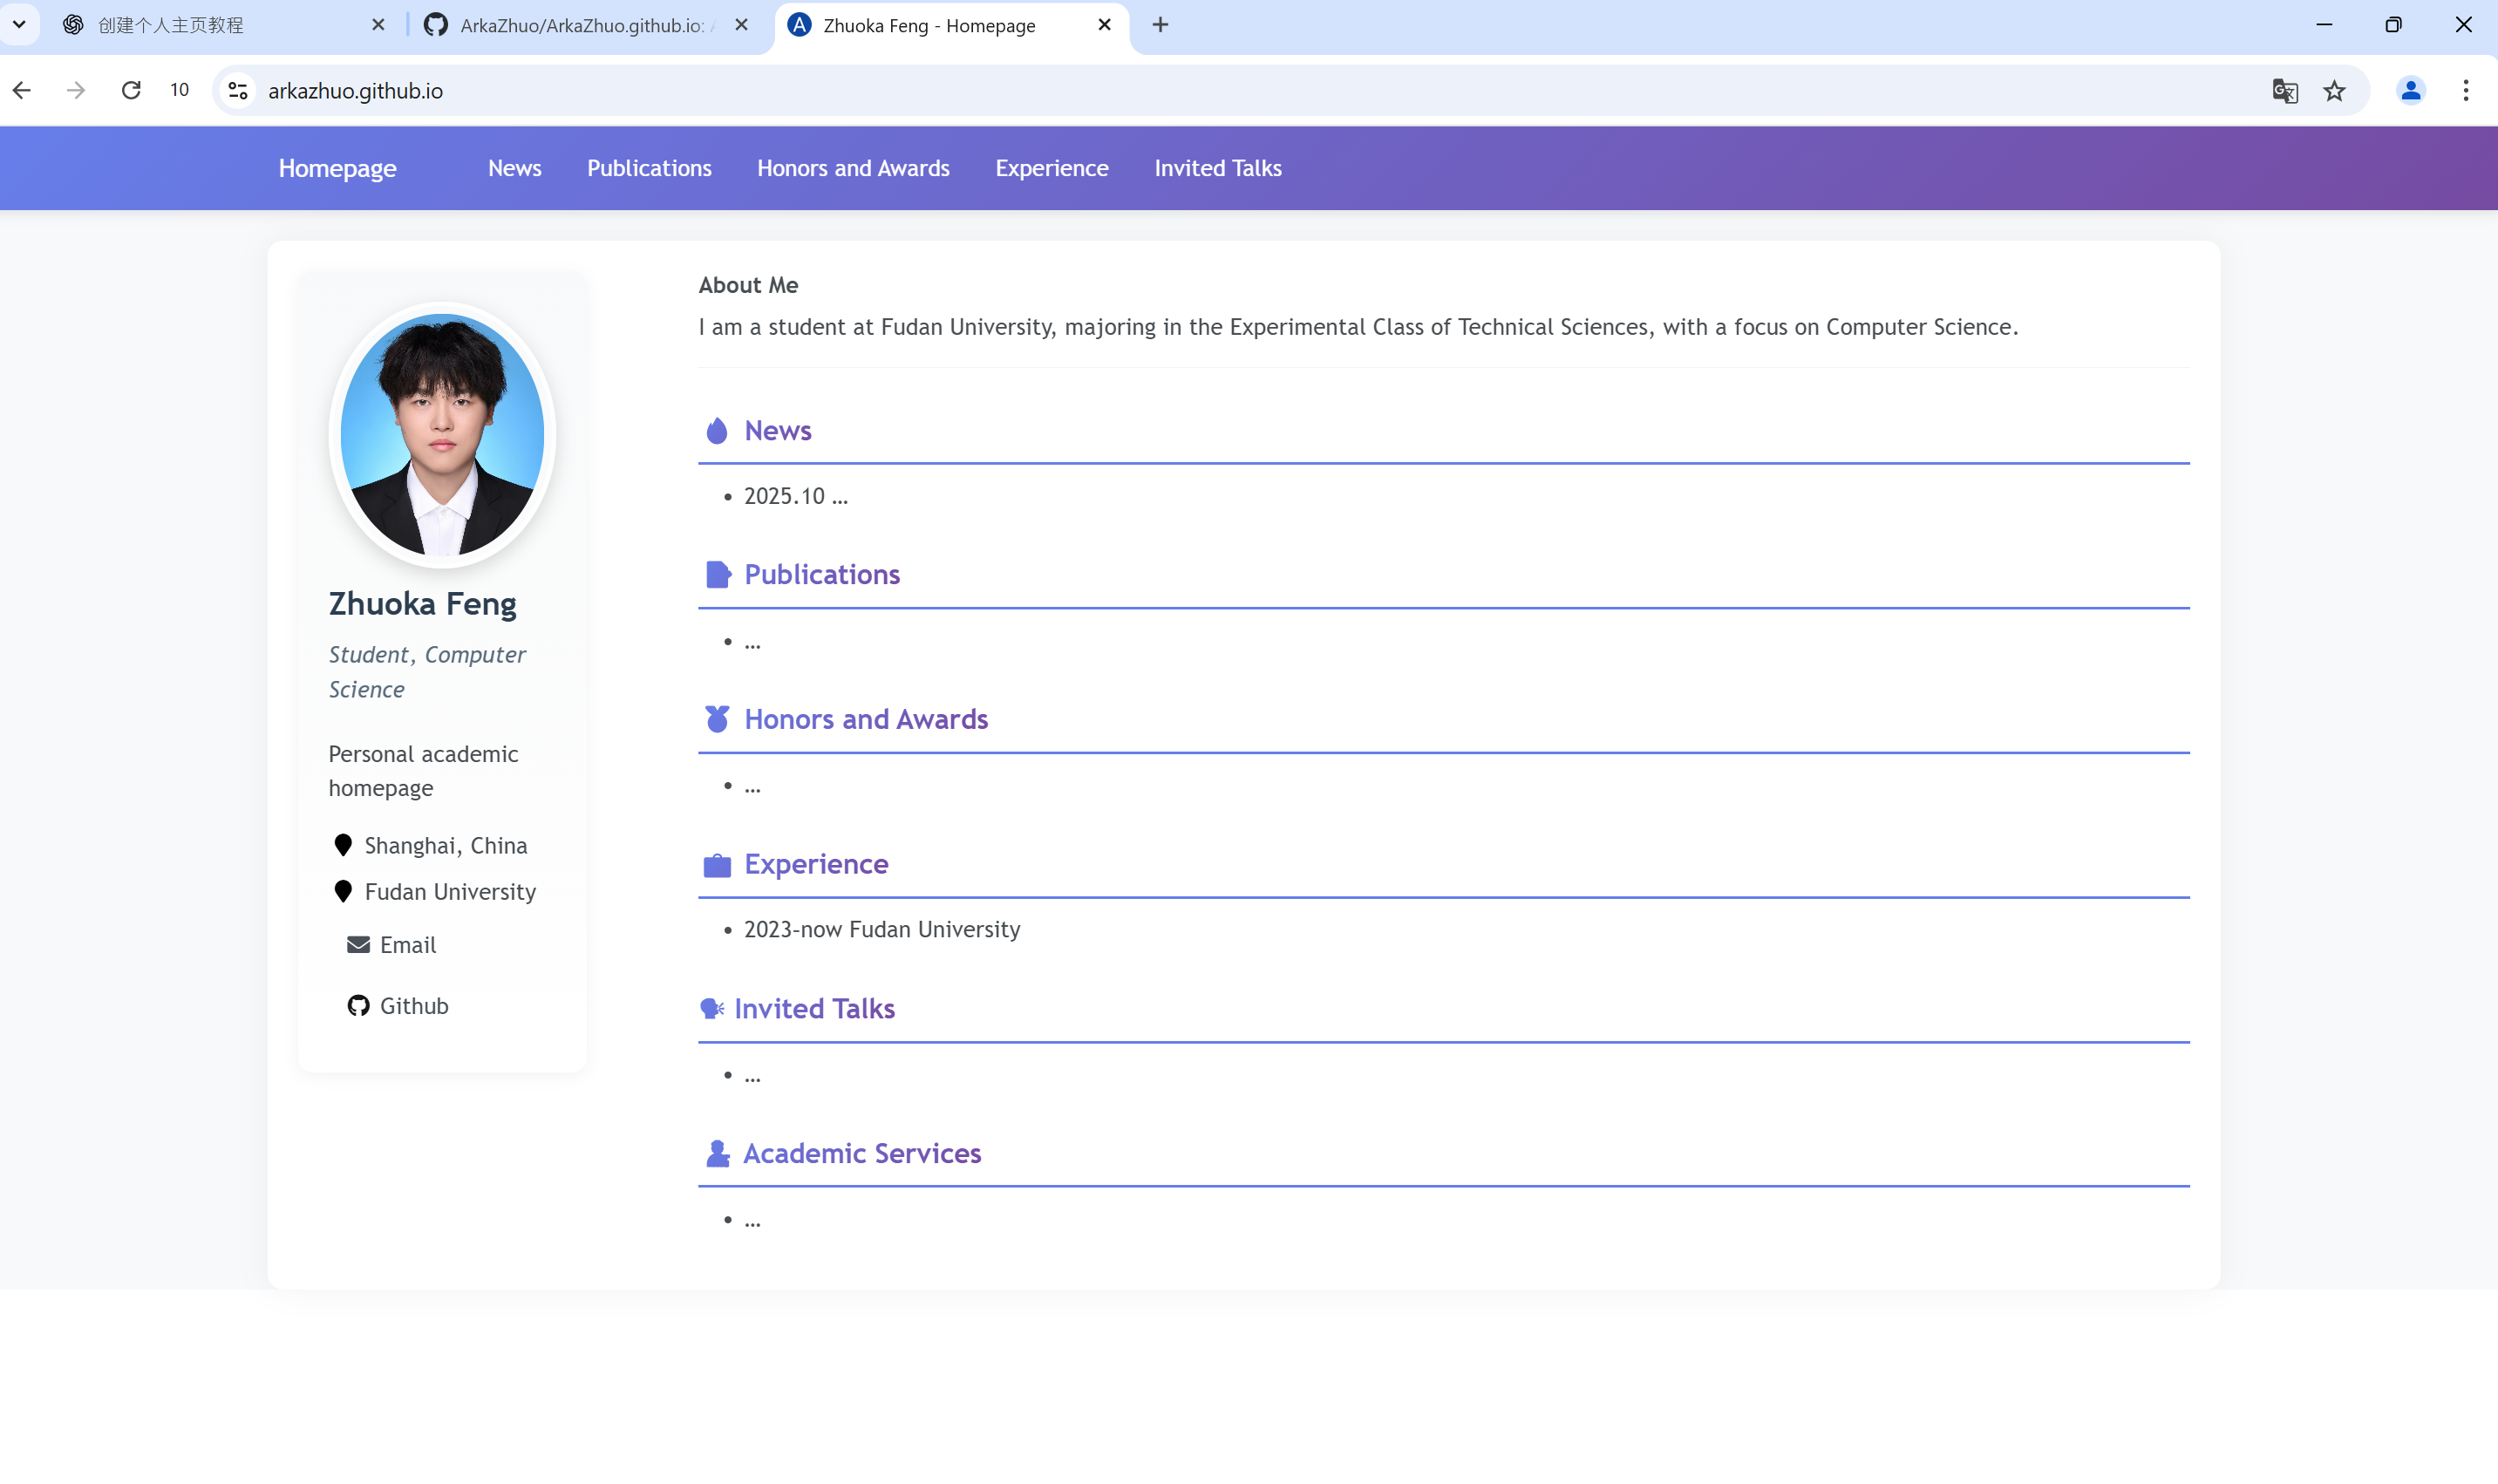 创建个人主页教程
ArkaZhuo/ArkaZhuo.github.io: A
Zhuoka Feng - Homepage
10
arkazhuo.github.io
Homepage
News
Publications
Honors and Awards
Experience
Invited Talks
Zhuoka Feng
Student, Computer
Science
Personal academic
homepage
Shanghai, China
Fudan University
Email
Github
About Me
I am a student at Fudan University, majoring in the Experimental Class of Technical Sciences, with a focus on Computer Science.
News
• 2025.10 …
Publications
• …
Honors and Awards
• …
Experience
• 2023-now Fudan University
Invited Talks
• …
Academic Services
• …